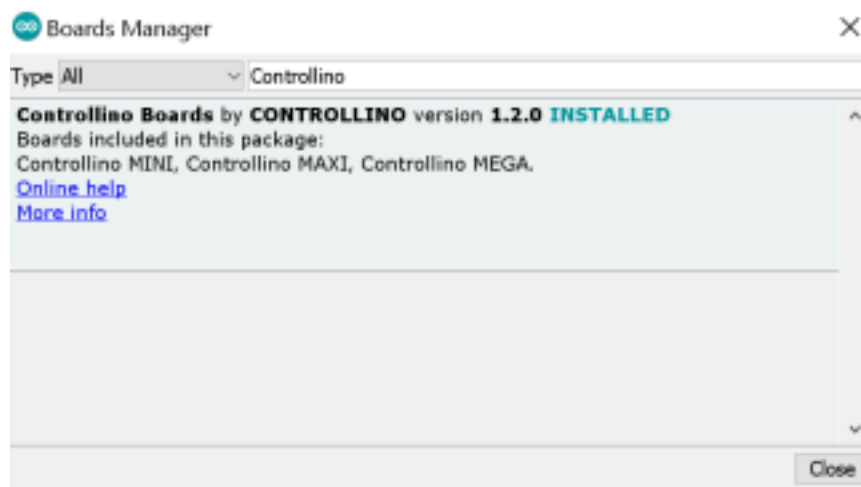 Boards Manager
Type All Controllino
Controllino Boards by CONTROLLINO version 1.2.0 INSTALLED
Boards included in this package:
Controllino MINI, Controllino MAXI, Controllino MEGA.
Online help
More info
Close